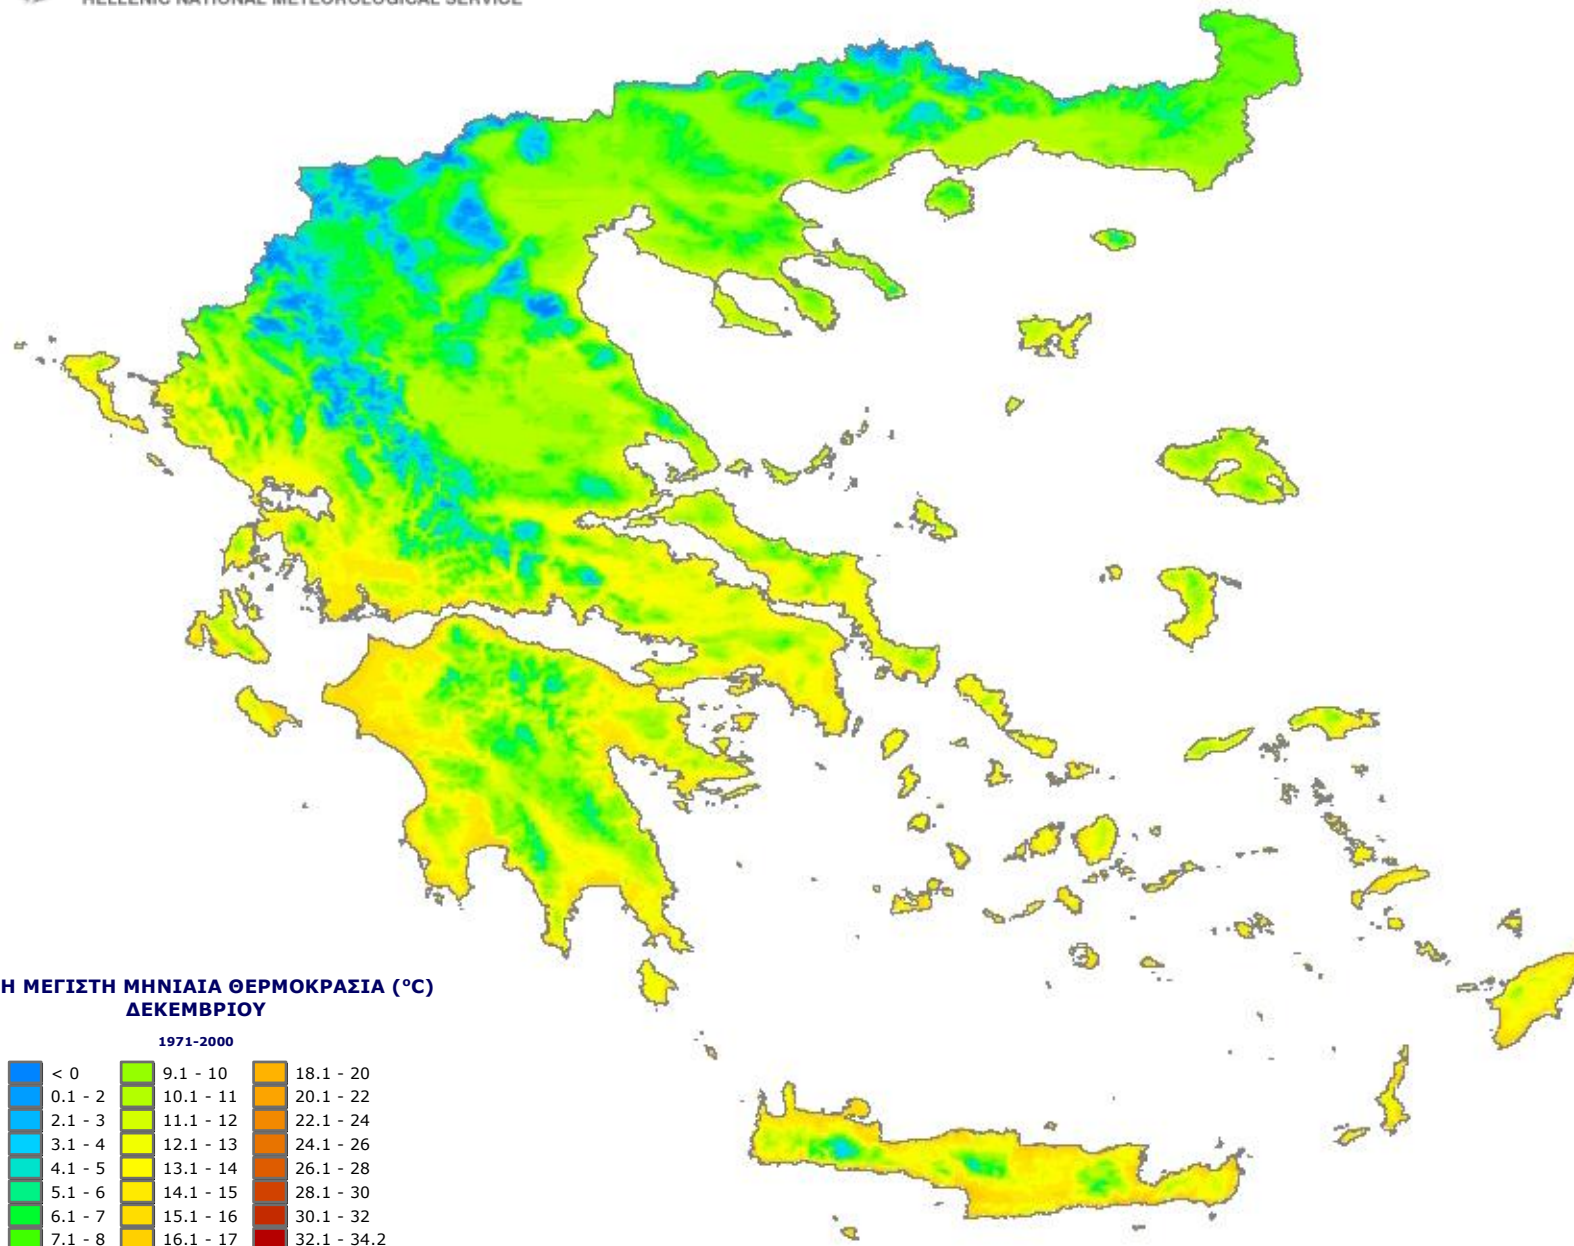 HELLENIC NATIONAL METEOROLOGICAL SERVICE
Η ΜΕΓΙΣΤΗ ΜΗΝΙΑΙΑ ΘΕΡΜΟΚΡΑΣΙΑ (°C)
ΔΕΚΕΜΒΡΙΟΥ
1971-2000
< 0 9.1 - 10 18.1 - 20
0.1 - 2 10.1 - 11 20.1 - 22
2.1 - 3 11.1 - 12 22.1 - 24
3.1 - 4 12.1 - 13 24.1 - 26
4.1 - 5 13.1 - 14 26.1 - 28
5.1 - 6 14.1 - 15 28.1 - 30
6.1 - 7 15.1 - 16 30.1 - 32
7.1 - 8 16.1 - 17 32.1 - 34.2